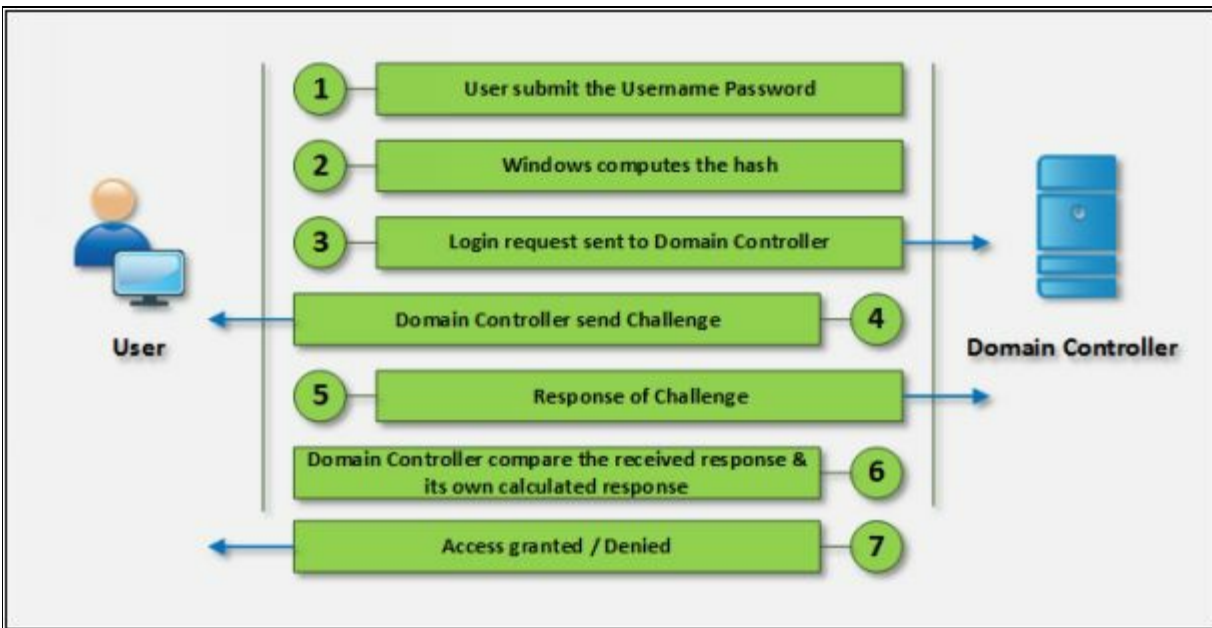 1
User submit the Username Password
2
Windows computes the hash
3
Login request sent to Domain Controller
Domain Controller send Challenge
4
User
Domain Controller
5
Response of Challenge
Domain Controller compare the received response &
its own calculated response
6
Access granted / Denied
7